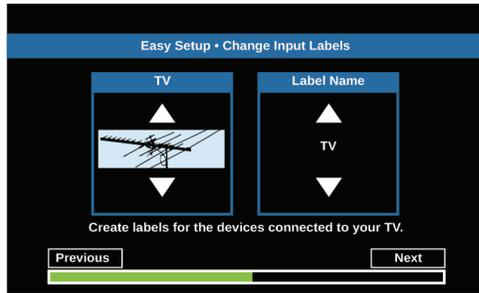 Easy Setup • Change Input Labels
TV
Label Name
TV
Create labels for the devices connected to your TV.
Previous
Next